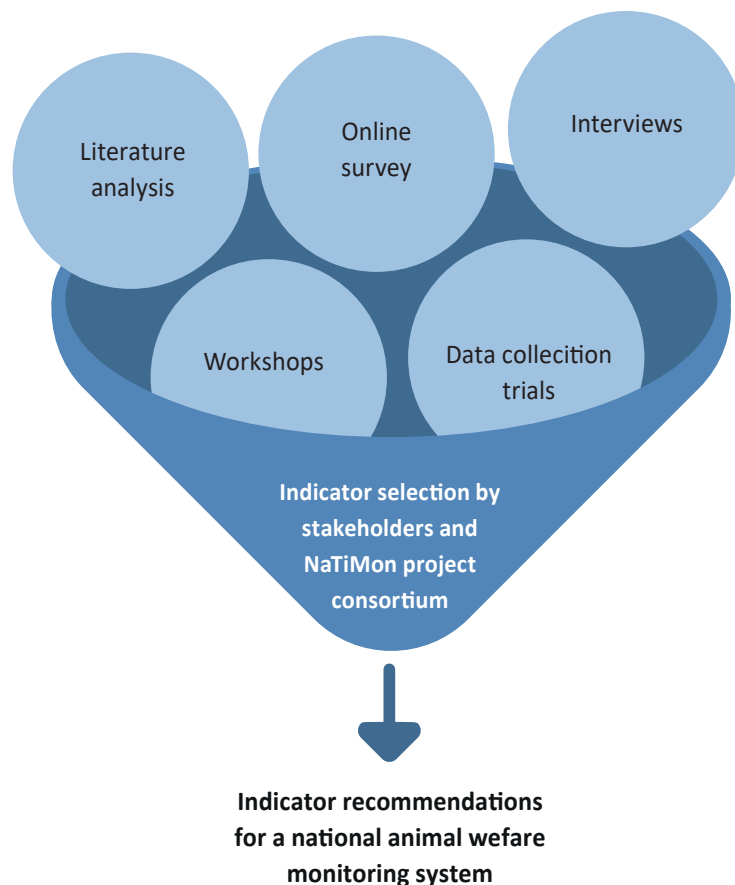 Literature
analysis
Online
survey
Interviews
Workshops
Data collecition
trials
Indicator selection by
stakeholders and
NaTiMon project
consortium
Indicator recommendations
for a national animal wefare
monitoring system